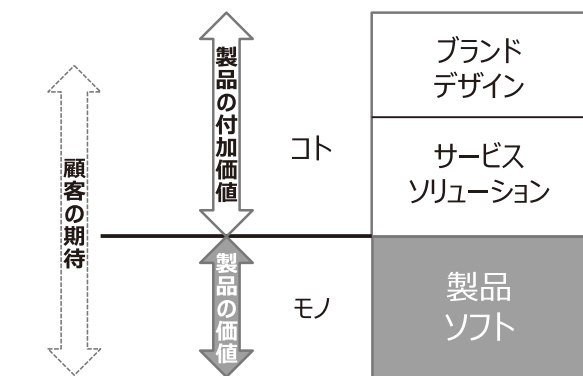 顧客の期待
製品の付加価値
製品の価値
コト
モノ
ブランド
デザイン
サービス
ソリューション
製品
ソフト